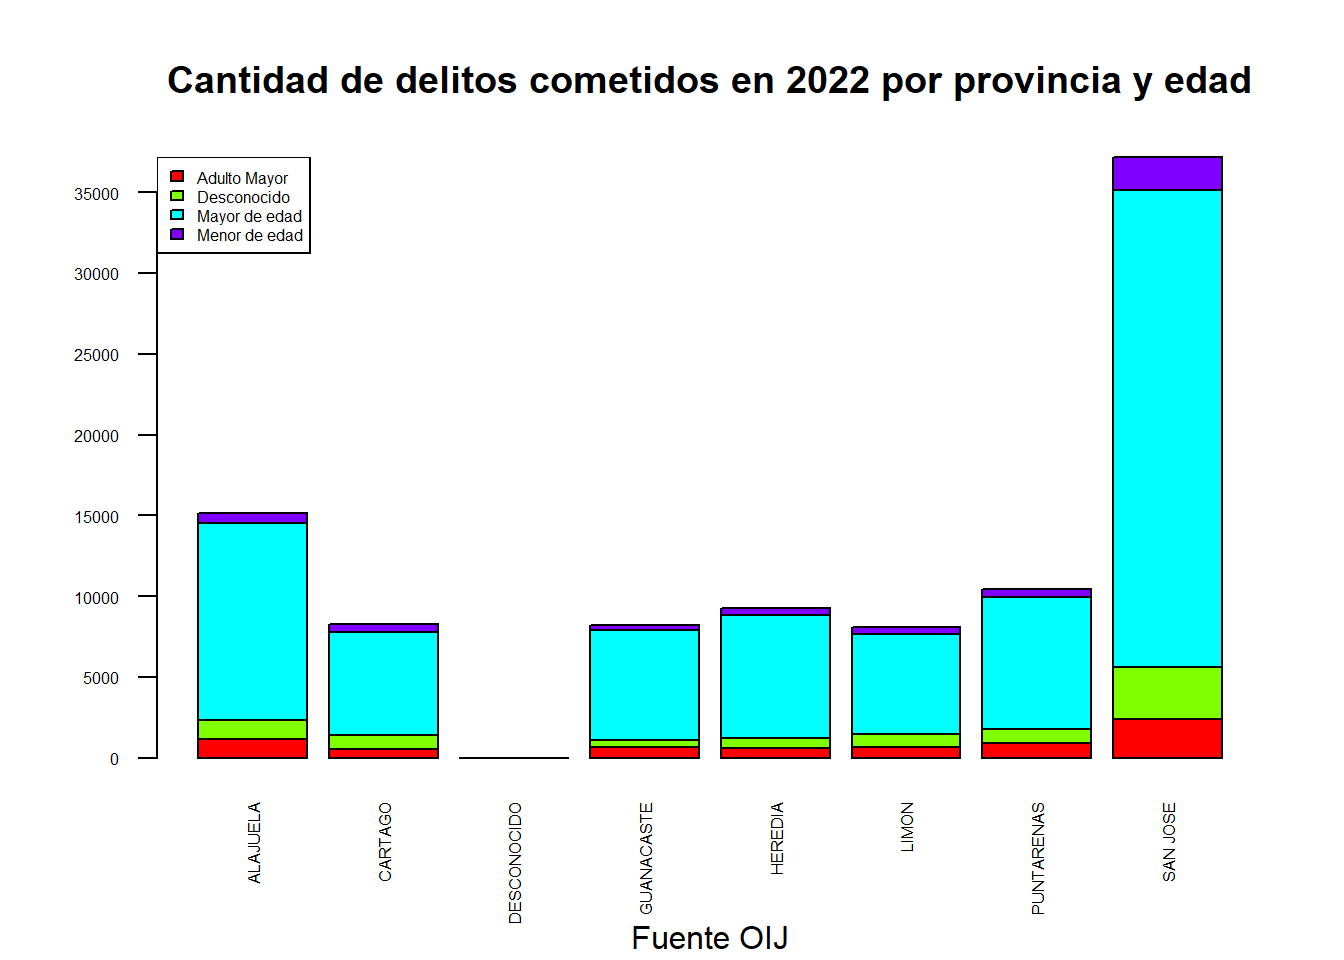 Cantidad de delitos cometidos en 2022 por provincia y edad
Adulto Mayor
Desconocido
Mayor de edad
Menor de edad
35000
30000
25000
20000
15000
10000
5000
0
ALAJUELA
CARTAGO
DESCONOCIDO
GUANACASTE
HEREDIA
LIMON
PUNTARENAS
SAN JOSE
Fuente OIJ